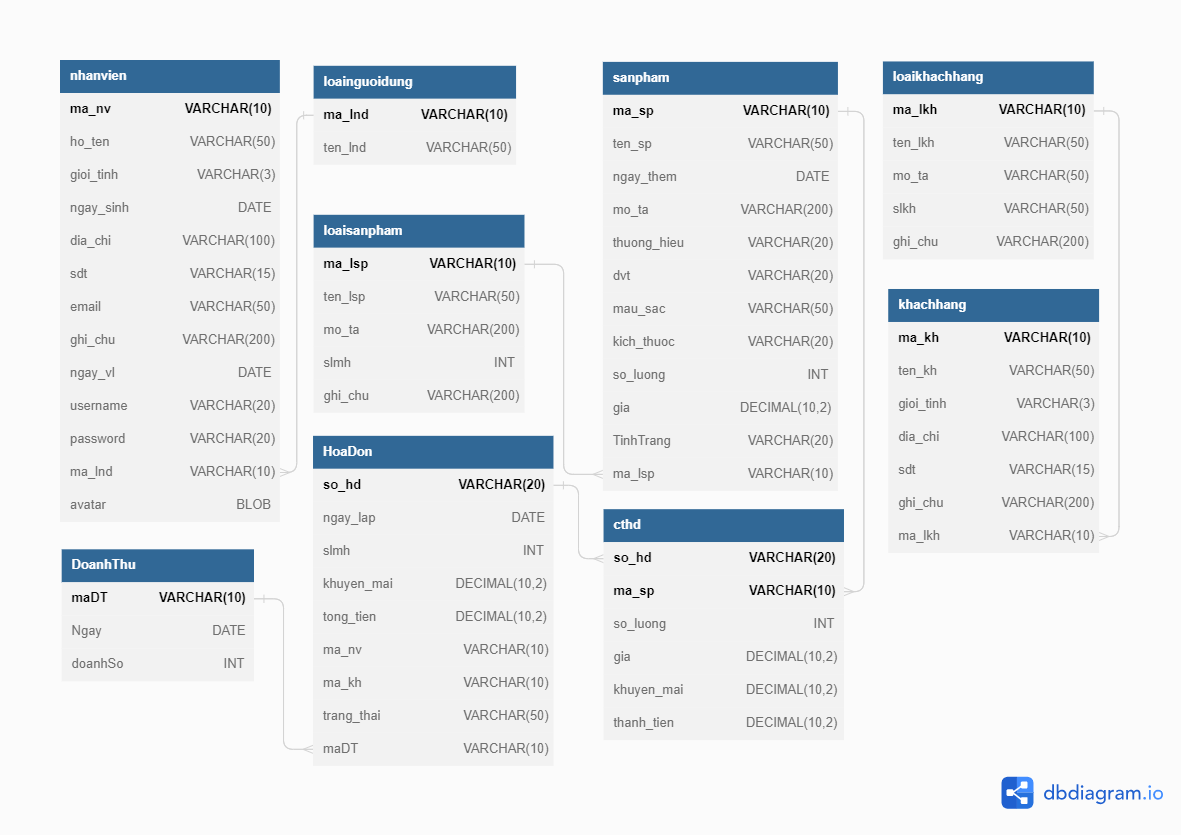 nhanvien
ma_nv VARCHAR(10)
ho_ten VARCHAR(50)
gioi_tinh VARCHAR(3)
ngay_sinh DATE
dia_chi VARCHAR(100)
sdt VARCHAR(15)
email VARCHAR(50)
ghi_chu VARCHAR(200)
ngay_vl DATE
username VARCHAR(20)
password VARCHAR(20)
ma_lnd VARCHAR(10)
avatar BLOB
DoanhThu
maDT VARCHAR(10)
Ngay DATE
doanhSo INT
loainguoidung
ma_lnd VARCHAR(10)
ten_lnd VARCHAR(50)
loaisanpham
ma_lsp VARCHAR(10)
ten_lsp VARCHAR(50)
mo_ta VARCHAR(200)
slmh INT
ghi_chu VARCHAR(200)
HoaDon
so_hd VARCHAR(20)
ngay_lap DATE
slmh INT
khuyen_mai DECIMAL(10,2)
tong_tien DECIMAL(10,2)
ma_nv VARCHAR(10)
ma_kh VARCHAR(10)
trang_thai VARCHAR(50)
maDT VARCHAR(10)
sanpham
ma_sp VARCHAR(10)
ten_sp VARCHAR(50)
ngay_them DATE
mo_ta VARCHAR(200)
thuong_hieu VARCHAR(20)
dvt VARCHAR(20)
mau_sac VARCHAR(50)
kich_thuoc VARCHAR(20)
so_luong INT
gia DECIMAL(10,2)
TinhTrang VARCHAR(20)
ma_lsp VARCHAR(10)
cthd
so_hd VARCHAR(20)
ma_sp VARCHAR(10)
so_luong INT
gia DECIMAL(10,2)
khuyen_mai DECIMAL(10,2)
thanh_tien DECIMAL(10,2)
loaikhachhang
ma_lkh VARCHAR(10)
ten_lkh VARCHAR(50)
mo_ta VARCHAR(50)
slkh VARCHAR(50)
ghi_chu VARCHAR(200)
khachhang
ma_kh VARCHAR(10)
ten_kh VARCHAR(50)
gioi_tinh VARCHAR(3)
dia_chi VARCHAR(100)
sdt VARCHAR(15)
ghi_chu VARCHAR(200)
ma_lkh VARCHAR(10)
dbdiagram.io